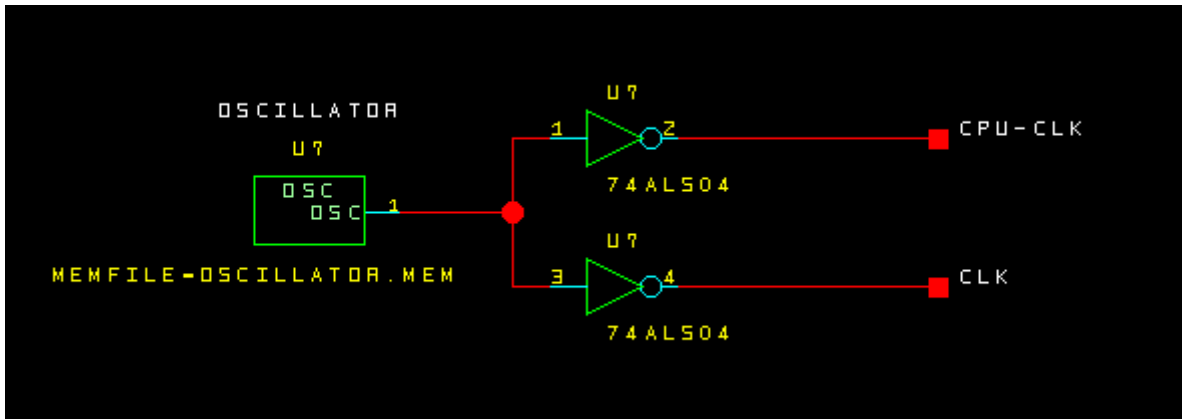 U7
OSCILLATOR
1
2
CPU-CLK
U7
OSC
74ALS04
OSC
1
U7
MEMFILE=OSCILLATOR.MEM
3
4
CLK
74ALS04